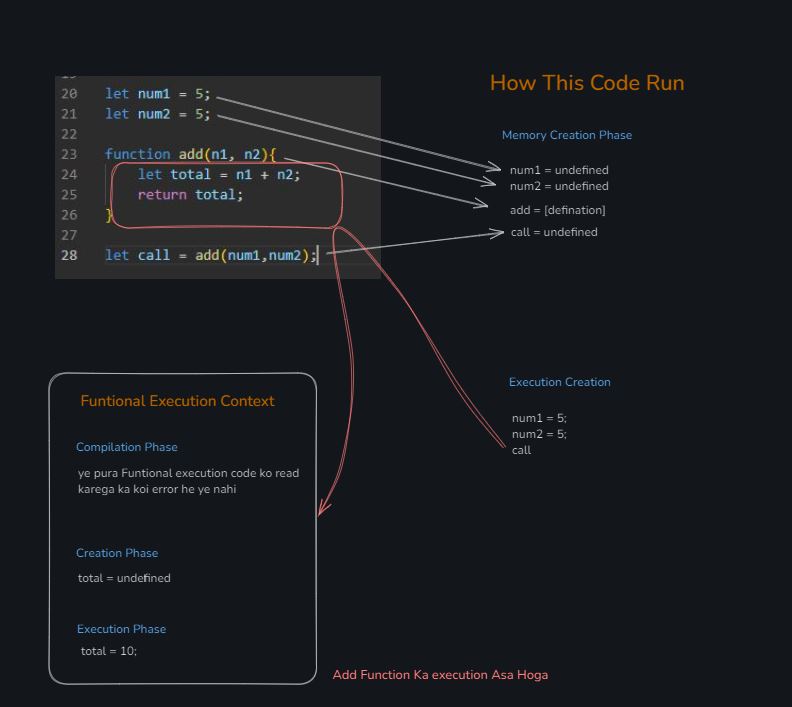 How This Code Run
20 let num1 = 5;
21 let num2 = 5;
22
23 function add(n1, n2){
24 let total = n1 + n2;
25 return total;
26 }
27
28 let call = add(num1,num2);
Memory Creation Phase
num1 = undefined
num2 = undefined
add = [defination]
call = undefined
Execution Creation
num1 = 5;
num2 = 5;
call
Funtional Execution Context
Compilation Phase
ye pura Funtional execution code ko read
karega ka koi error he ye nahi
Creation Phase
total = undefined
Execution Phase
total = 10;
Add Function Ka execution Asa Hoga